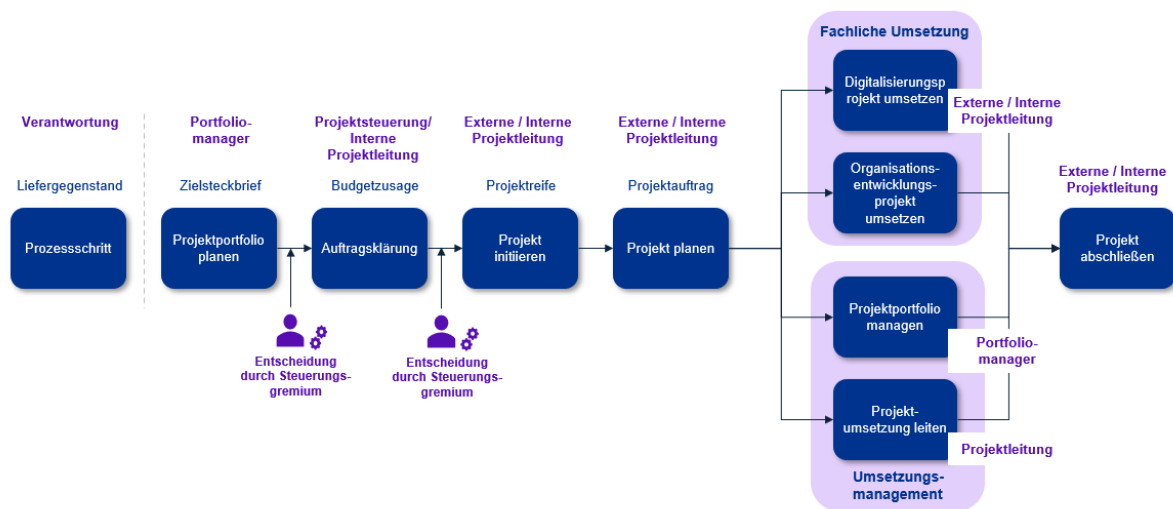 Fachliche Umsetzung
Digitalisierungsp
rojekt umsetzen
Externe / Interne
Projektleitung
Organisations-
entwicklungs-
projekt
umsetzen
Verantwortung
Portfolio-
manager
Projektsteuerung/
Interne
Projektleitung
Externe / Interne
Projektleitung
Externe / Interne
Projektleitung
Externe / Interne
Projektleitung
Liefergegenstand
Zielsteckbrief
Budgetzusage
Projektreife
Projektauftrag
Prozessschritt
Projektportfolio
planen
Auftragsklärung
Projekt
initiieren
Projekt planen
Projekt
abschließen
Entscheidung
durch Steuerungs-
gremium
Entscheidung
durch Steuerungs-
gremium
Projektportfolio
managen
Portfolio-
manager
Projekt-
umsetzung leiten
Projektleitung
Umsetzungs-
management